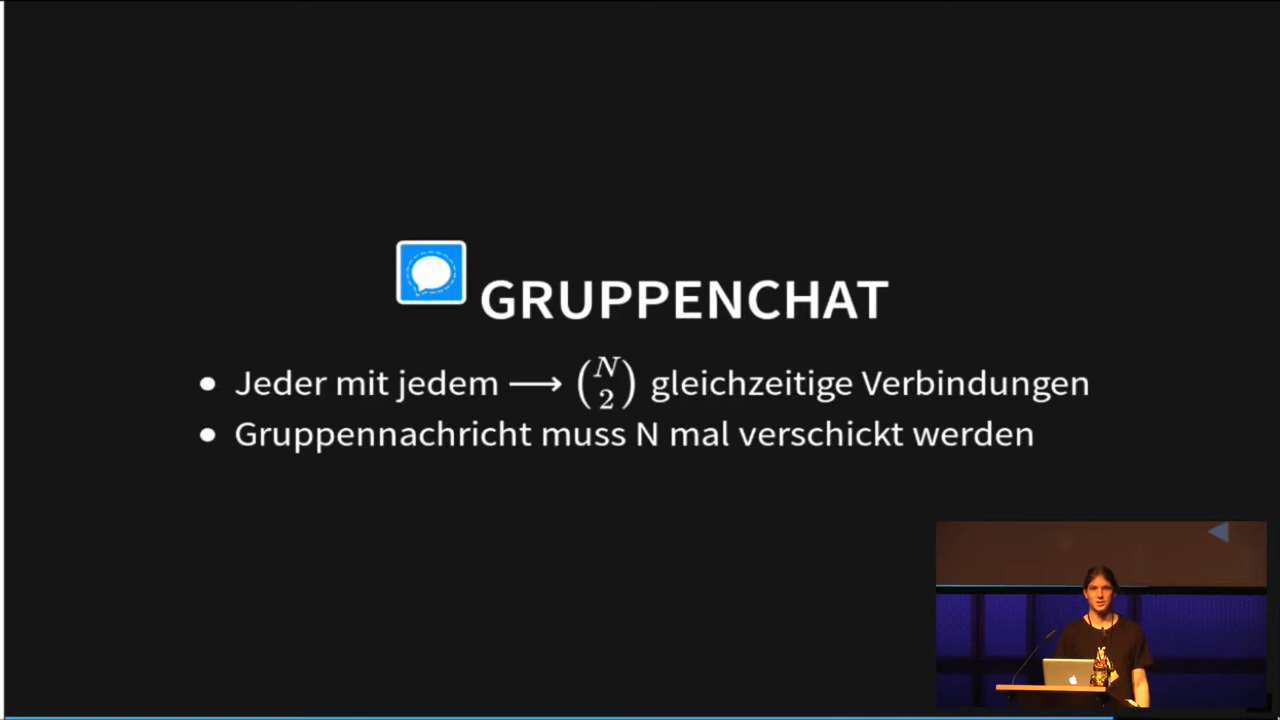 GRUPPENCHAT
Jeder mit jedem ⟶ (N 2) gleichzeitige Verbindungen
Gruppennachricht muss N mal verschickt werden